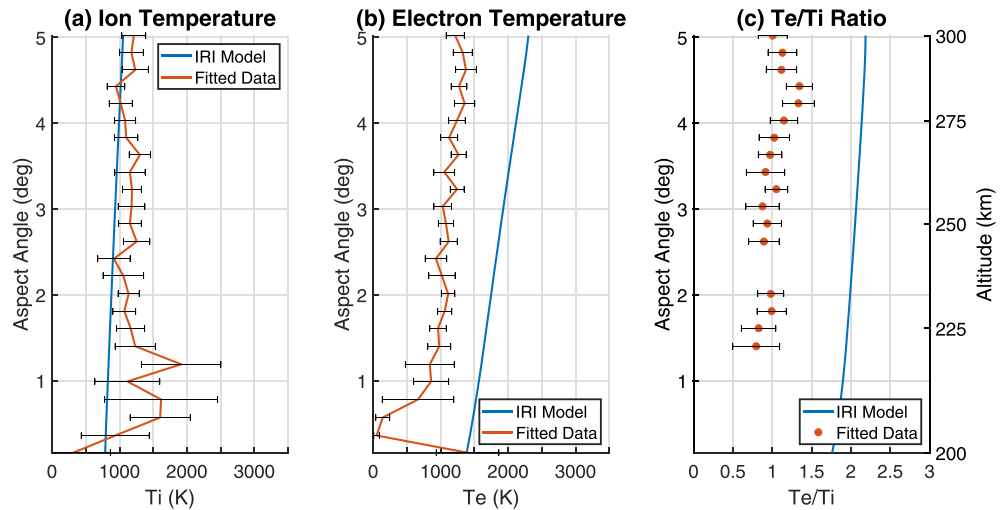 (a) Ion Temperature
5
4
3
2
1
0
1000
2000
3000
Aspect Angle (deg)
Ti (K)
IRI Model
Fitted Data
(b) Electron Temperature
5
4
3
2
1
0
1000
2000
3000
Aspect Angle (deg)
Te (K)
IRI Model
Fitted Data
(c) Te/Ti Ratio
5
4
3
2
1
0
0.5
1
1.5
2
2.5
3
Aspect Angle (deg)
Te/Ti
IRI Model
Fitted Data
300
275
250
225
200
Altitude (km)